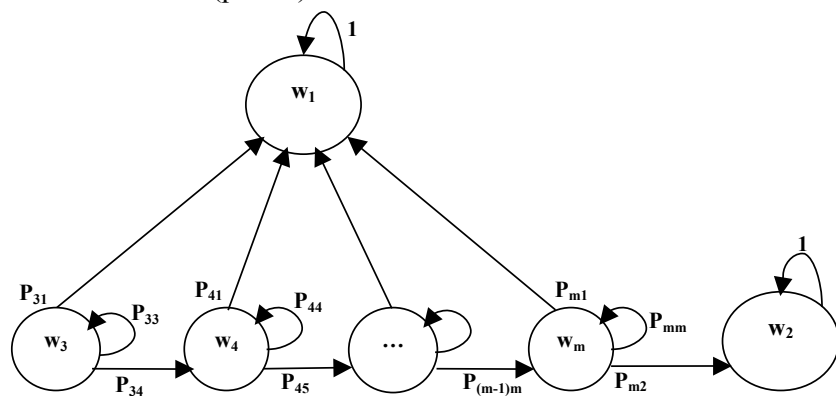 1
w₁
1
P₃₁ P₄₁ Pₘ₁
P₃₃ P₄₄ Pₘₘ
w₃ w₄ ... wₘ w₂
P₃₄ P₄₅ P₍ₘ₋₁₎ₘ Pₘ₂